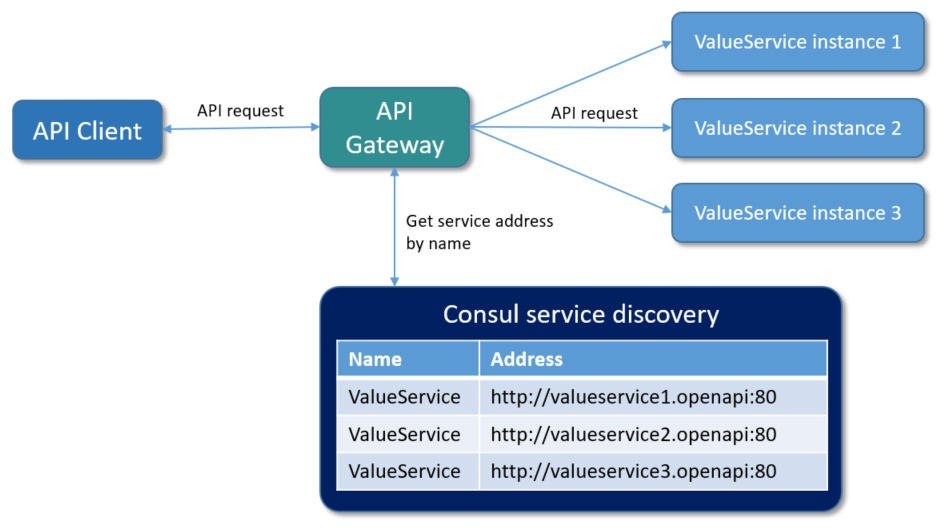 API Client
API request
API
Gateway
API request
ValueService instance 1
ValueService instance 2
ValueService instance 3
Get service address
by name
Consul service discovery
Name Address
ValueService http://valueservice1.openapi:80
ValueService http://valueservice2.openapi:80
ValueService http://valueservice3.openapi:80